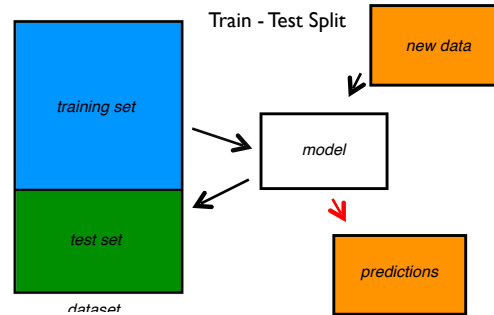 Train - Test Split
new data
training set
model
test set
predictions
dataset